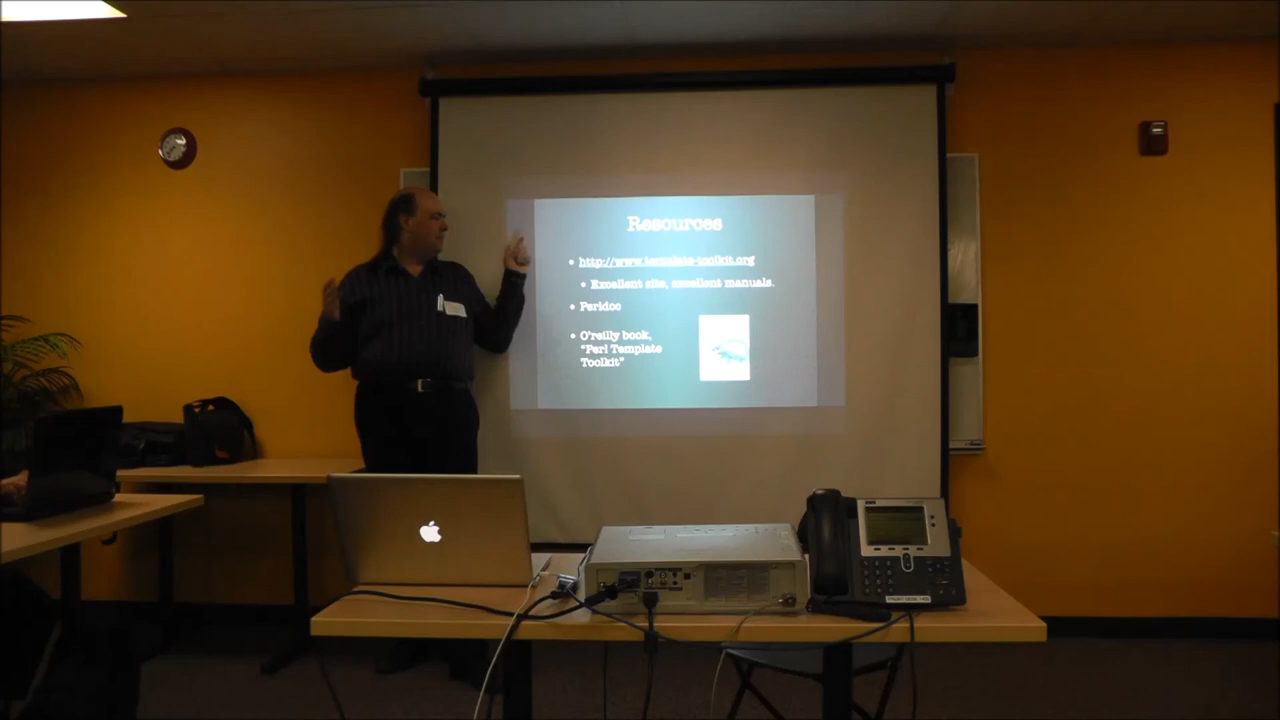 Resources
http://www.template-toolkit.org
Excellent site, excellent manuals.
Perldoc
O'reilly book,
"Perl Template
Toolkit"